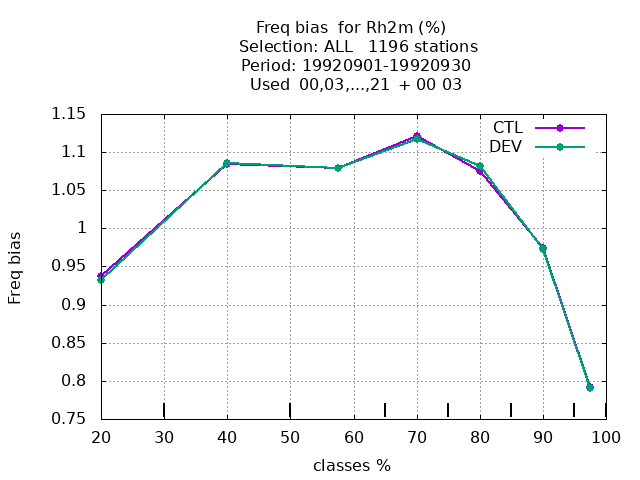 Freq bias  for Rh2m (%)
Selection: ALL   1196 stations
Period: 19920901-19920930
Used  00,03,...,21  + 00 03
CTL
DEV
Freq bias
1.15
1.1
1.05
1
0.95
0.9
0.85
0.8
0.75
20 30 40 50 60 70 80 90 100
classes %